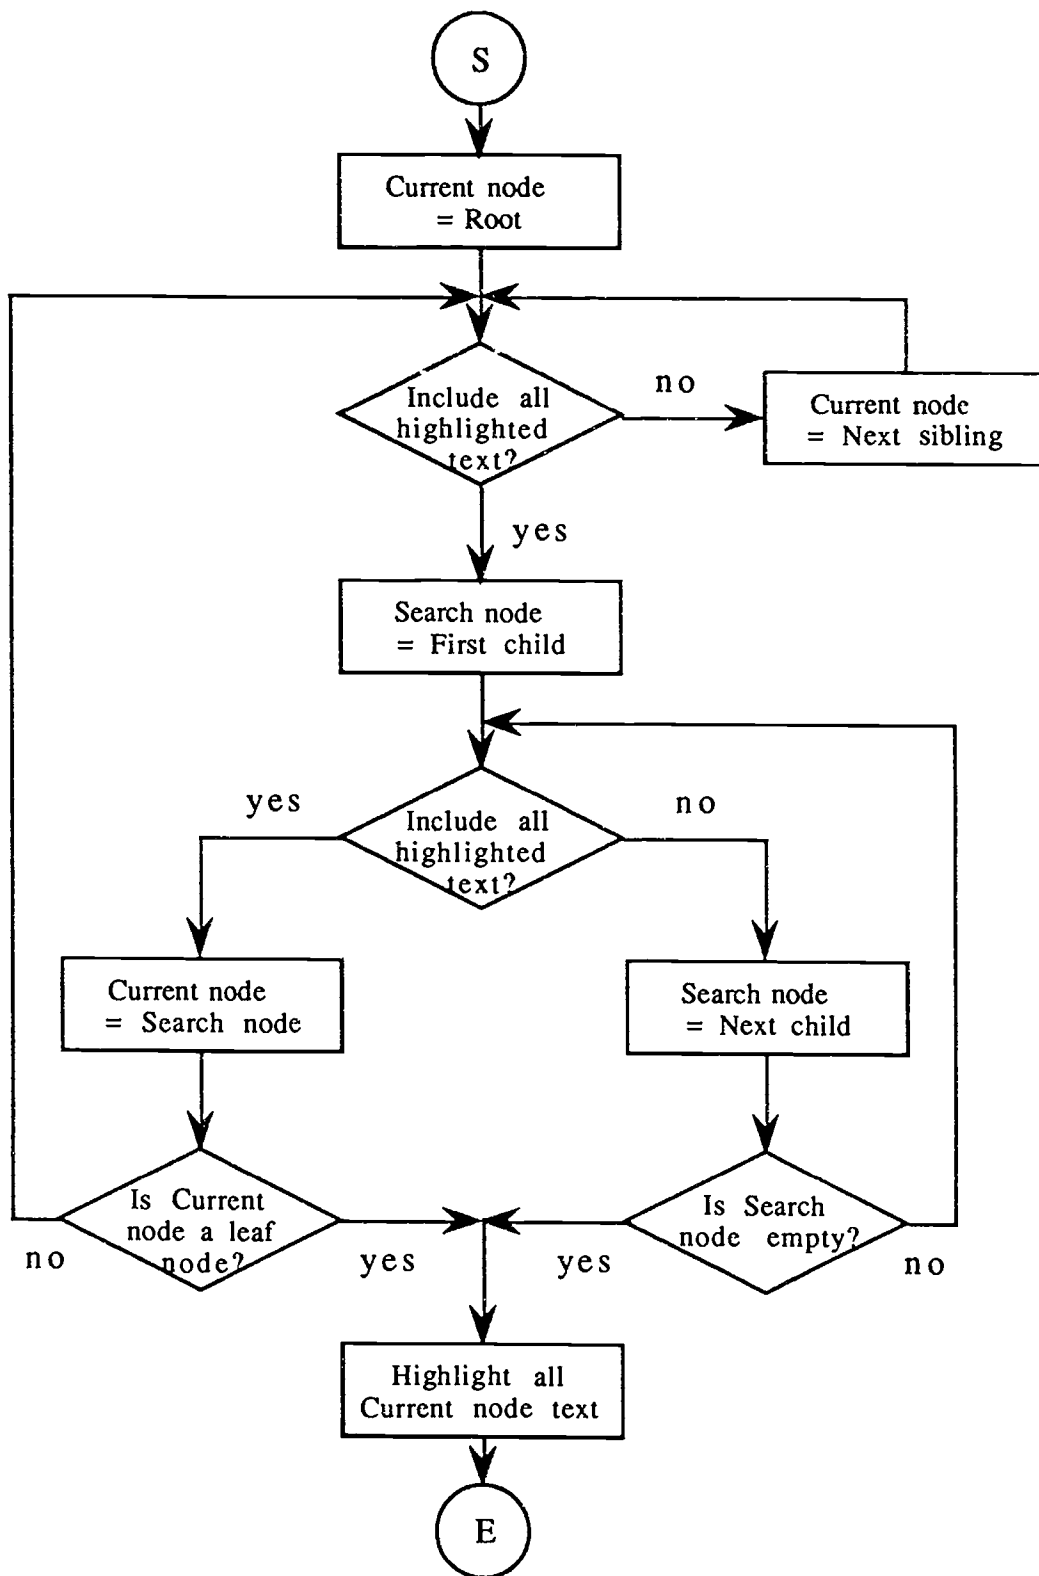 S
Current node
= Root
Include all
highlighted
text?
no
Current node
= Next sibling
yes
Search node
= First child
yes
no
Include all
highlighted
text?
Current node
= Search node
Search node
= Next child
Is Current
node a leaf
node?
Is Search
node empty?
no
yes
yes
no
Highlight all
Current node text
E